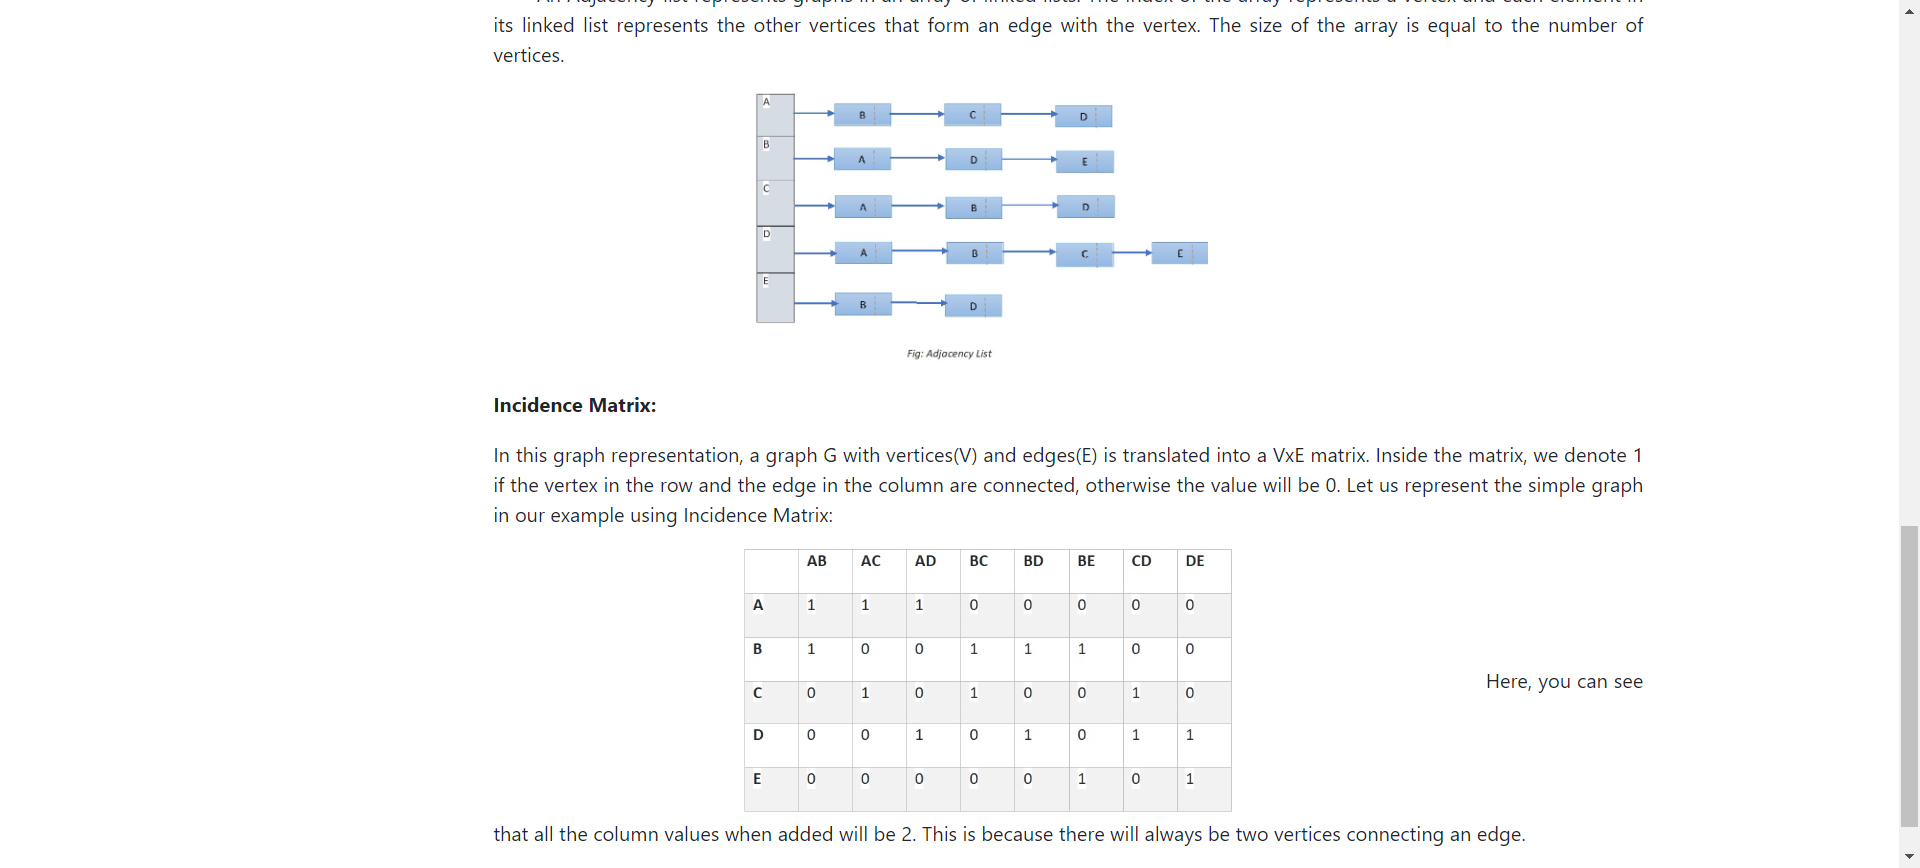 its linked list represents the other vertices that form an edge with the vertex. The size of the array is equal to the number of
vertices.
A B C D
B A D E
C A B D
D A B C E
E B D
Fig: Adjacency List
Incidence Matrix:
In this graph representation, a graph G with vertices(V) and edges(E) is translated into a VxE matrix. Inside the matrix, we denote 1
if the vertex in the row and the edge in the column are connected, otherwise the value will be 0. Let us represent the simple graph
in our example using Incidence Matrix:
AB AC AD BC BD BE CD DE
A 1 1 1 0 0 0 0 0
B 1 0 0 1 1 1 0 0
C 0 1 0 1 0 0 1 0
D 0 0 1 0 1 0 1 1
E 0 0 0 0 0 1 0 1
Here, you can see
that all the column values when added will be 2. This is because there will always be two vertices connecting an edge.